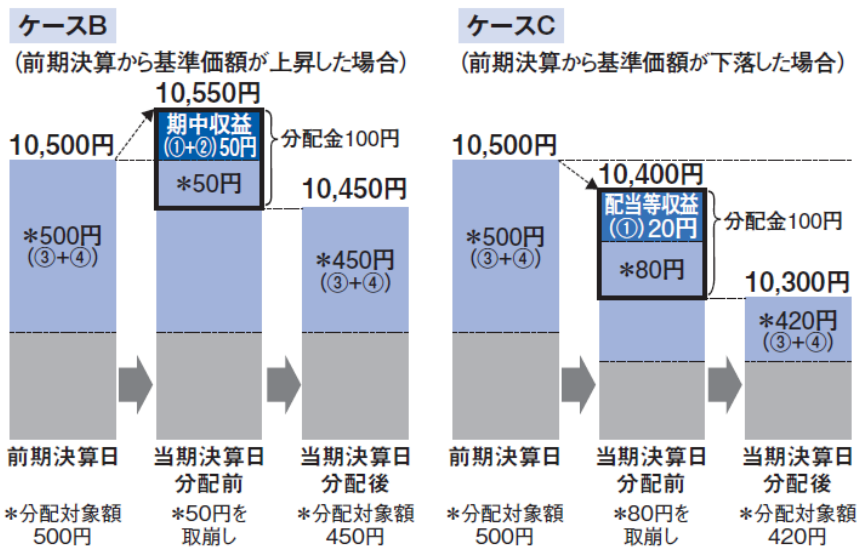 ケースB
(前期決算から基準価額が上昇した場合)
10,550円
10,500円
期中収益
(①+②)50円
分配金100円
*50円
10,450円
*500円
(③+④)
*450円
(③+④)
前期決算日
当期決算日
分配前
当期決算日
分配後
*分配対象額
500円
*50円を
取崩し
*分配対象額
450円
ケースC
(前期決算から基準価額が下落した場合)
10,500円
10,400円
配当等収益
(①)20円
分配金100円
*500円
(③+④)
*80円
10,300円
*420円
(③+④)
前期決算日
当期決算日
分配前
当期決算日
分配後
*分配対象額
500円
*80円を
取崩し
*分配対象額
420円